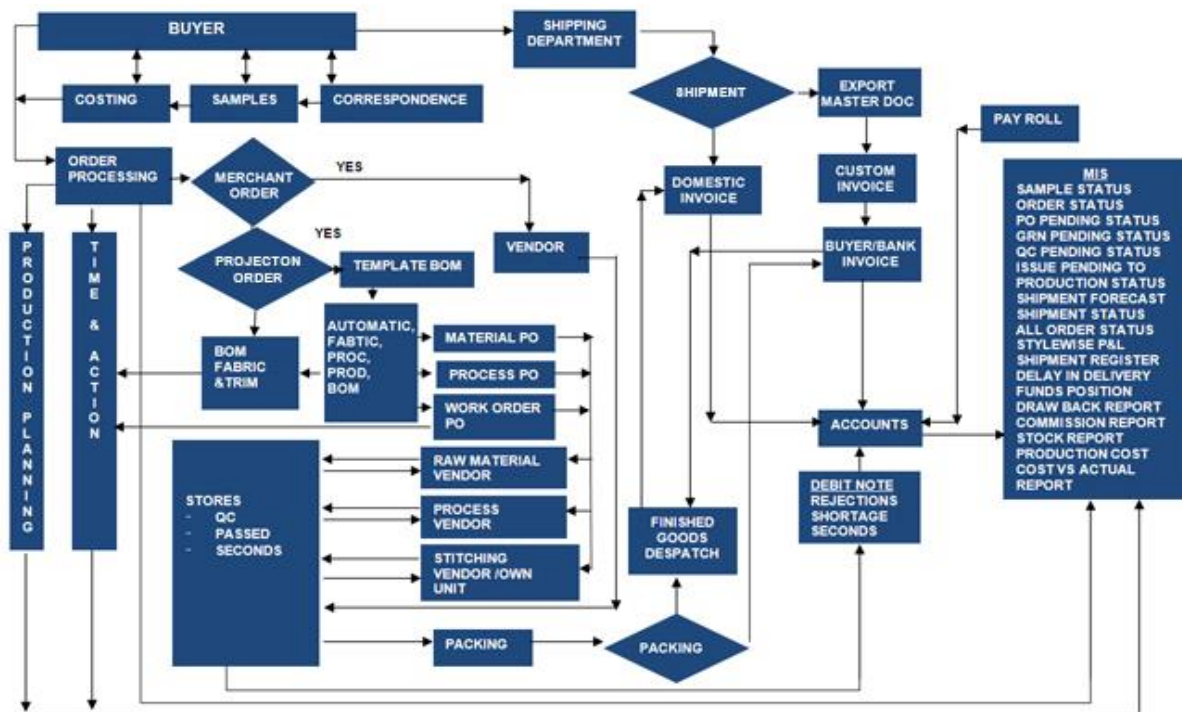 BUYER
SHIPPING
DEPARTMENT
COSTING
SAMPLES
CORRESPONDENCE
SHIPMENT
EXPORT
MASTER DOC
PAY ROLL
ORDER
PROCESSING
MERCHANT
ORDER
YES
DOMESTIC
INVOICE
CUSTOM
INVOICE
MIS
SAMPLE STATUS
ORDER STATUS
PO PENDING STATUS
GRN PENDING STATUS
QC PENDING STATUS
ISSUE PENDING TO
PRODUCTION STATUS
SHIPMENT FORECAST
SHIPMENT STATUS
ALL ORDER STATUS
STYLEWISE P&L
SHIPMENT REGISTER
DELAY IN DELIVERY
FUNDS POSITION
DRAW BACK REPORT
COMMISSION REPORT
STOCK REPORT
PRODUCTION COST
COST VS ACTUAL
REPORT
PRODUCTION PLANNING
TIME & ACTION
YES
PROJECTON
ORDER
TEMPLATE BOM
VENDOR
BUYER/BANK
INVOICE
BOM
FABRIC
&TRIM
AUTOMATIC,
FABTIC,
PROC,
PROD,
BOM
MATERIAL PO
PROCESS PO
WORK ORDER
PO
ACCOUNTS
STORES
- QC
- PASSED
- SECONDS
RAW MATERIAL
VENDOR
PROCESS
VENDOR
STITCHING
VENDOR /OWN
UNIT
FINISHED
GOODS
DESPATCH
DEBIT NOTE
REJECTIONS
SHORTAGE
SECONDS
PACKING
PACKING